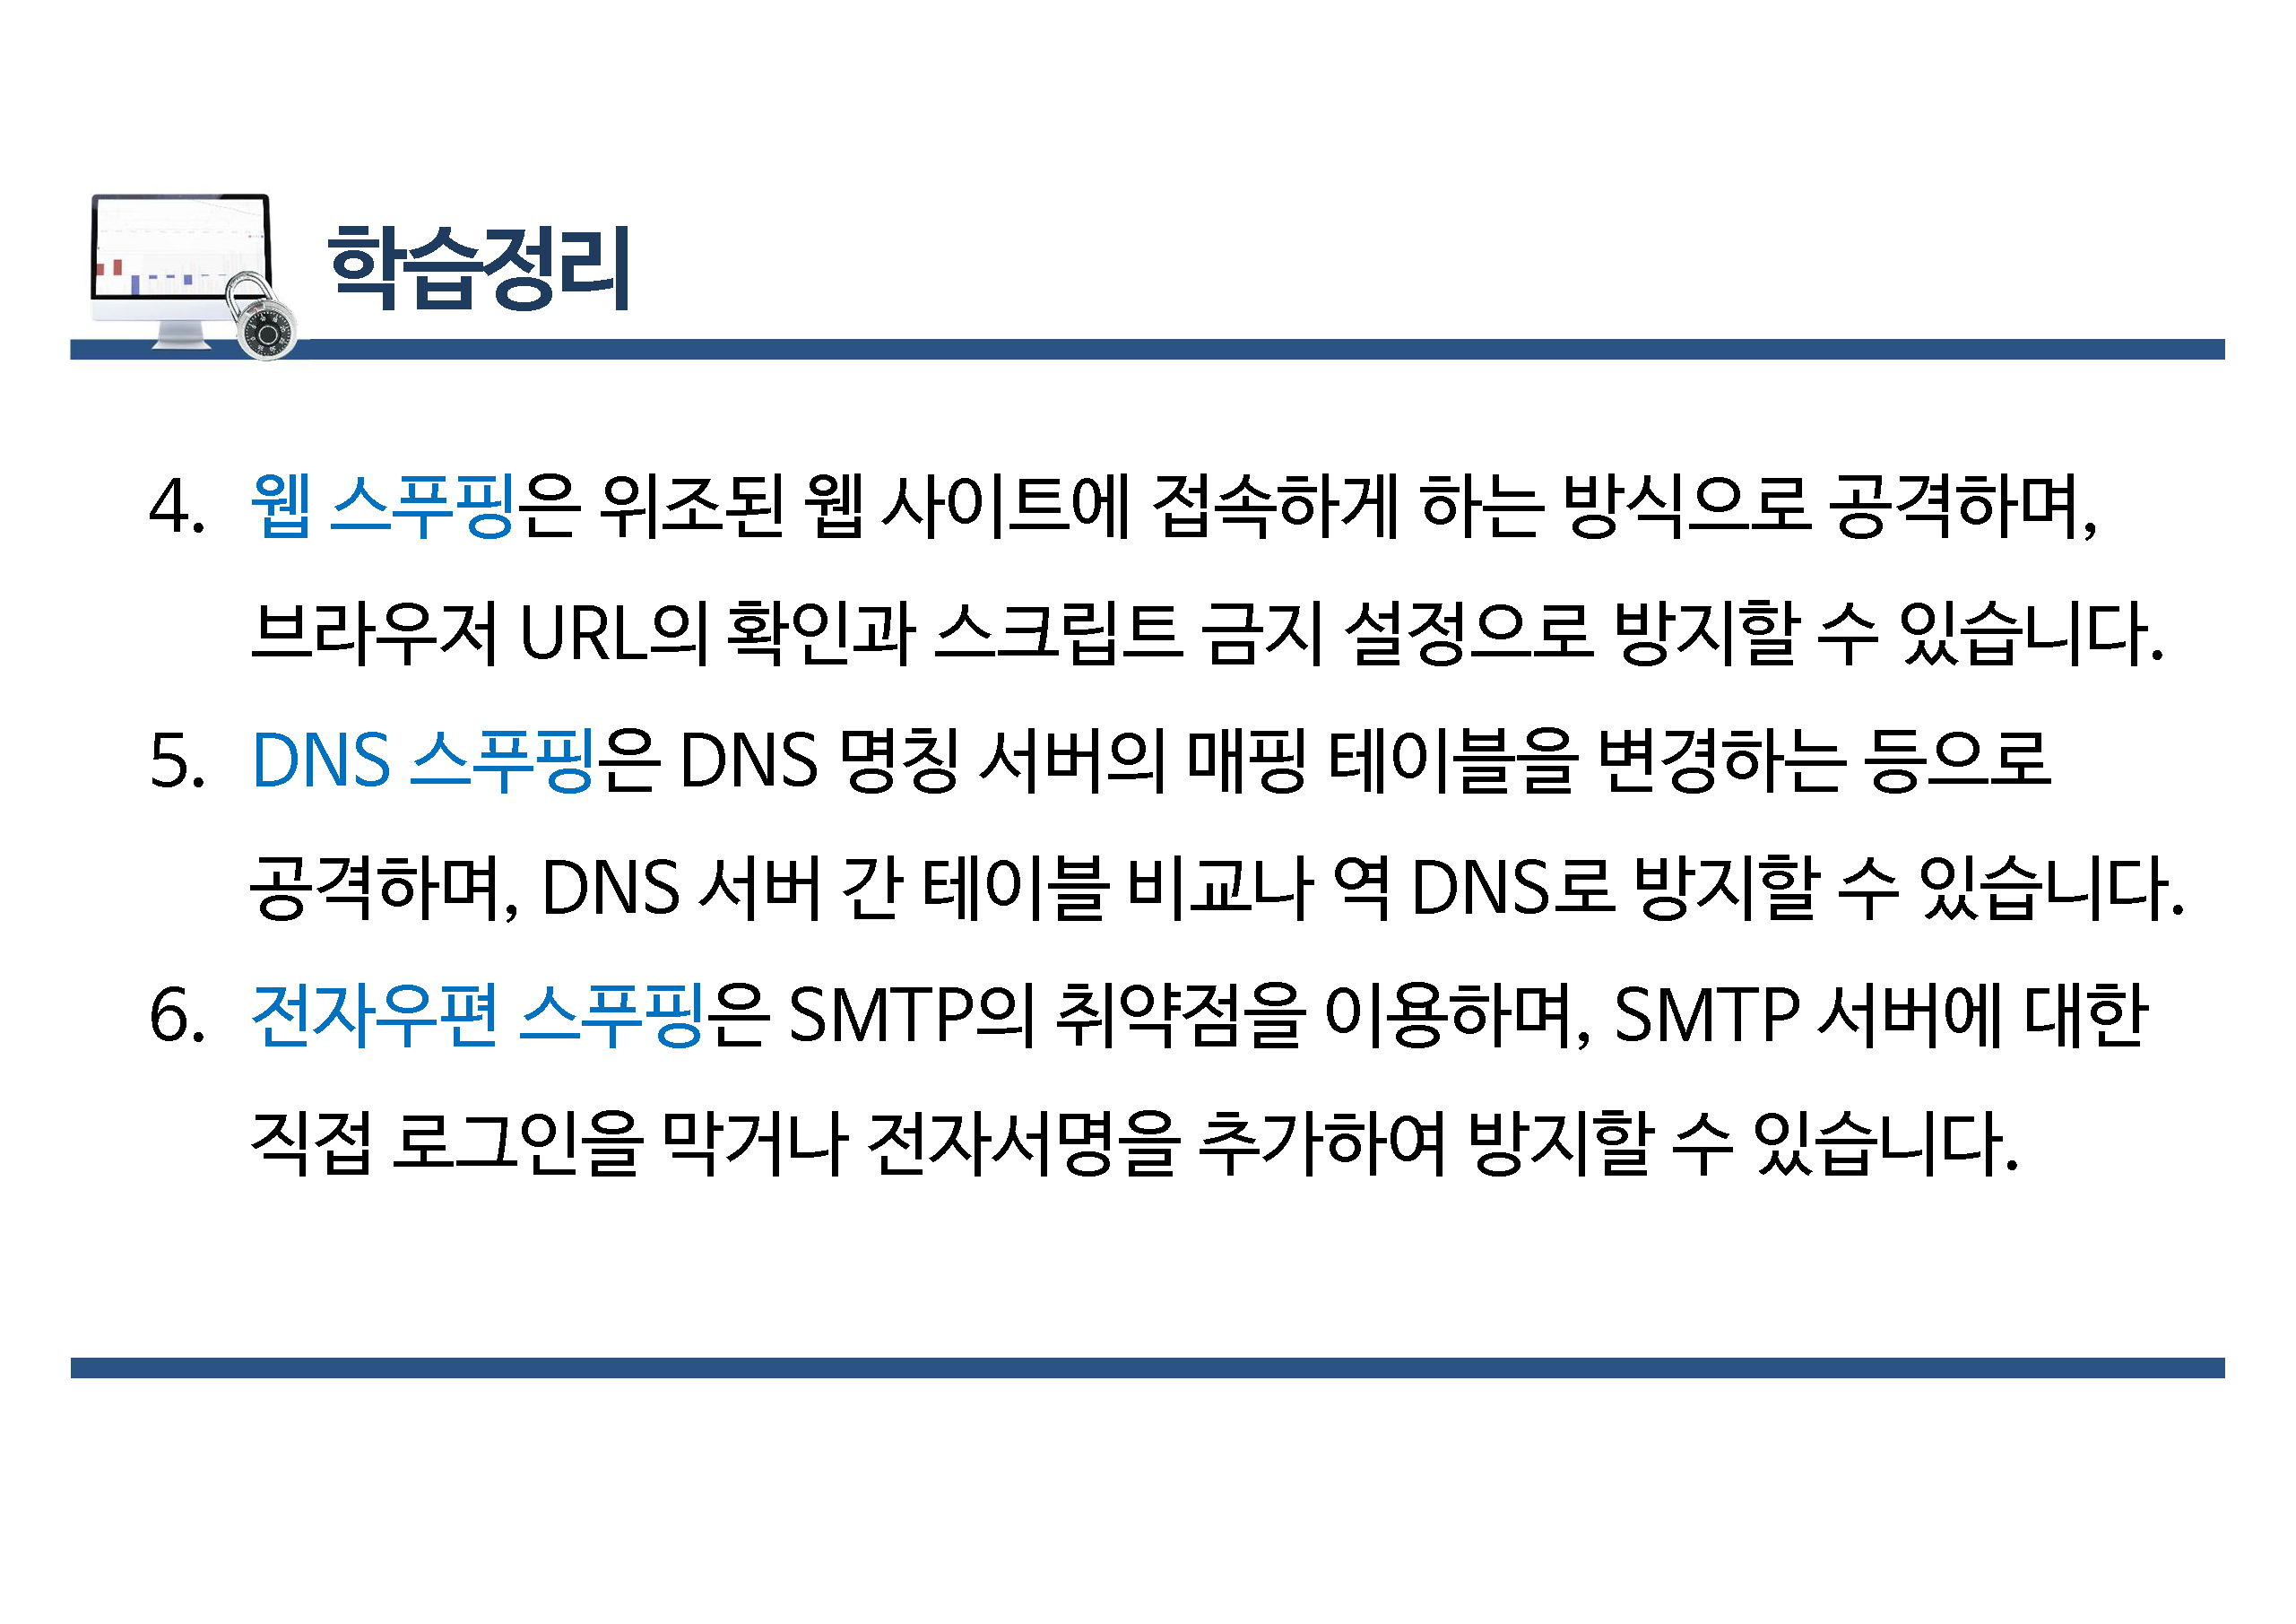 학습정리
4. 웹 스푸핑은 위조된 웹 사이트에 접속하게 하는 방식으로 공격하며,
브라우저 URL의 확인과 스크립트 금지 설정으로 방지할 수 있습니다.
5. DNS 스푸핑은 DNS 명칭 서버의 매핑 테이블을 변경하는 등으로
공격하며, DNS 서버 간 테이블 비교나 역 DNS로 방지할 수 있습니다.
6. 전자우편 스푸핑은 SMTP의 취약점을 이용하며, SMTP 서버에 대한
직접 로그인을 막거나 전자서명을 추가하여 방지할 수 있습니다.